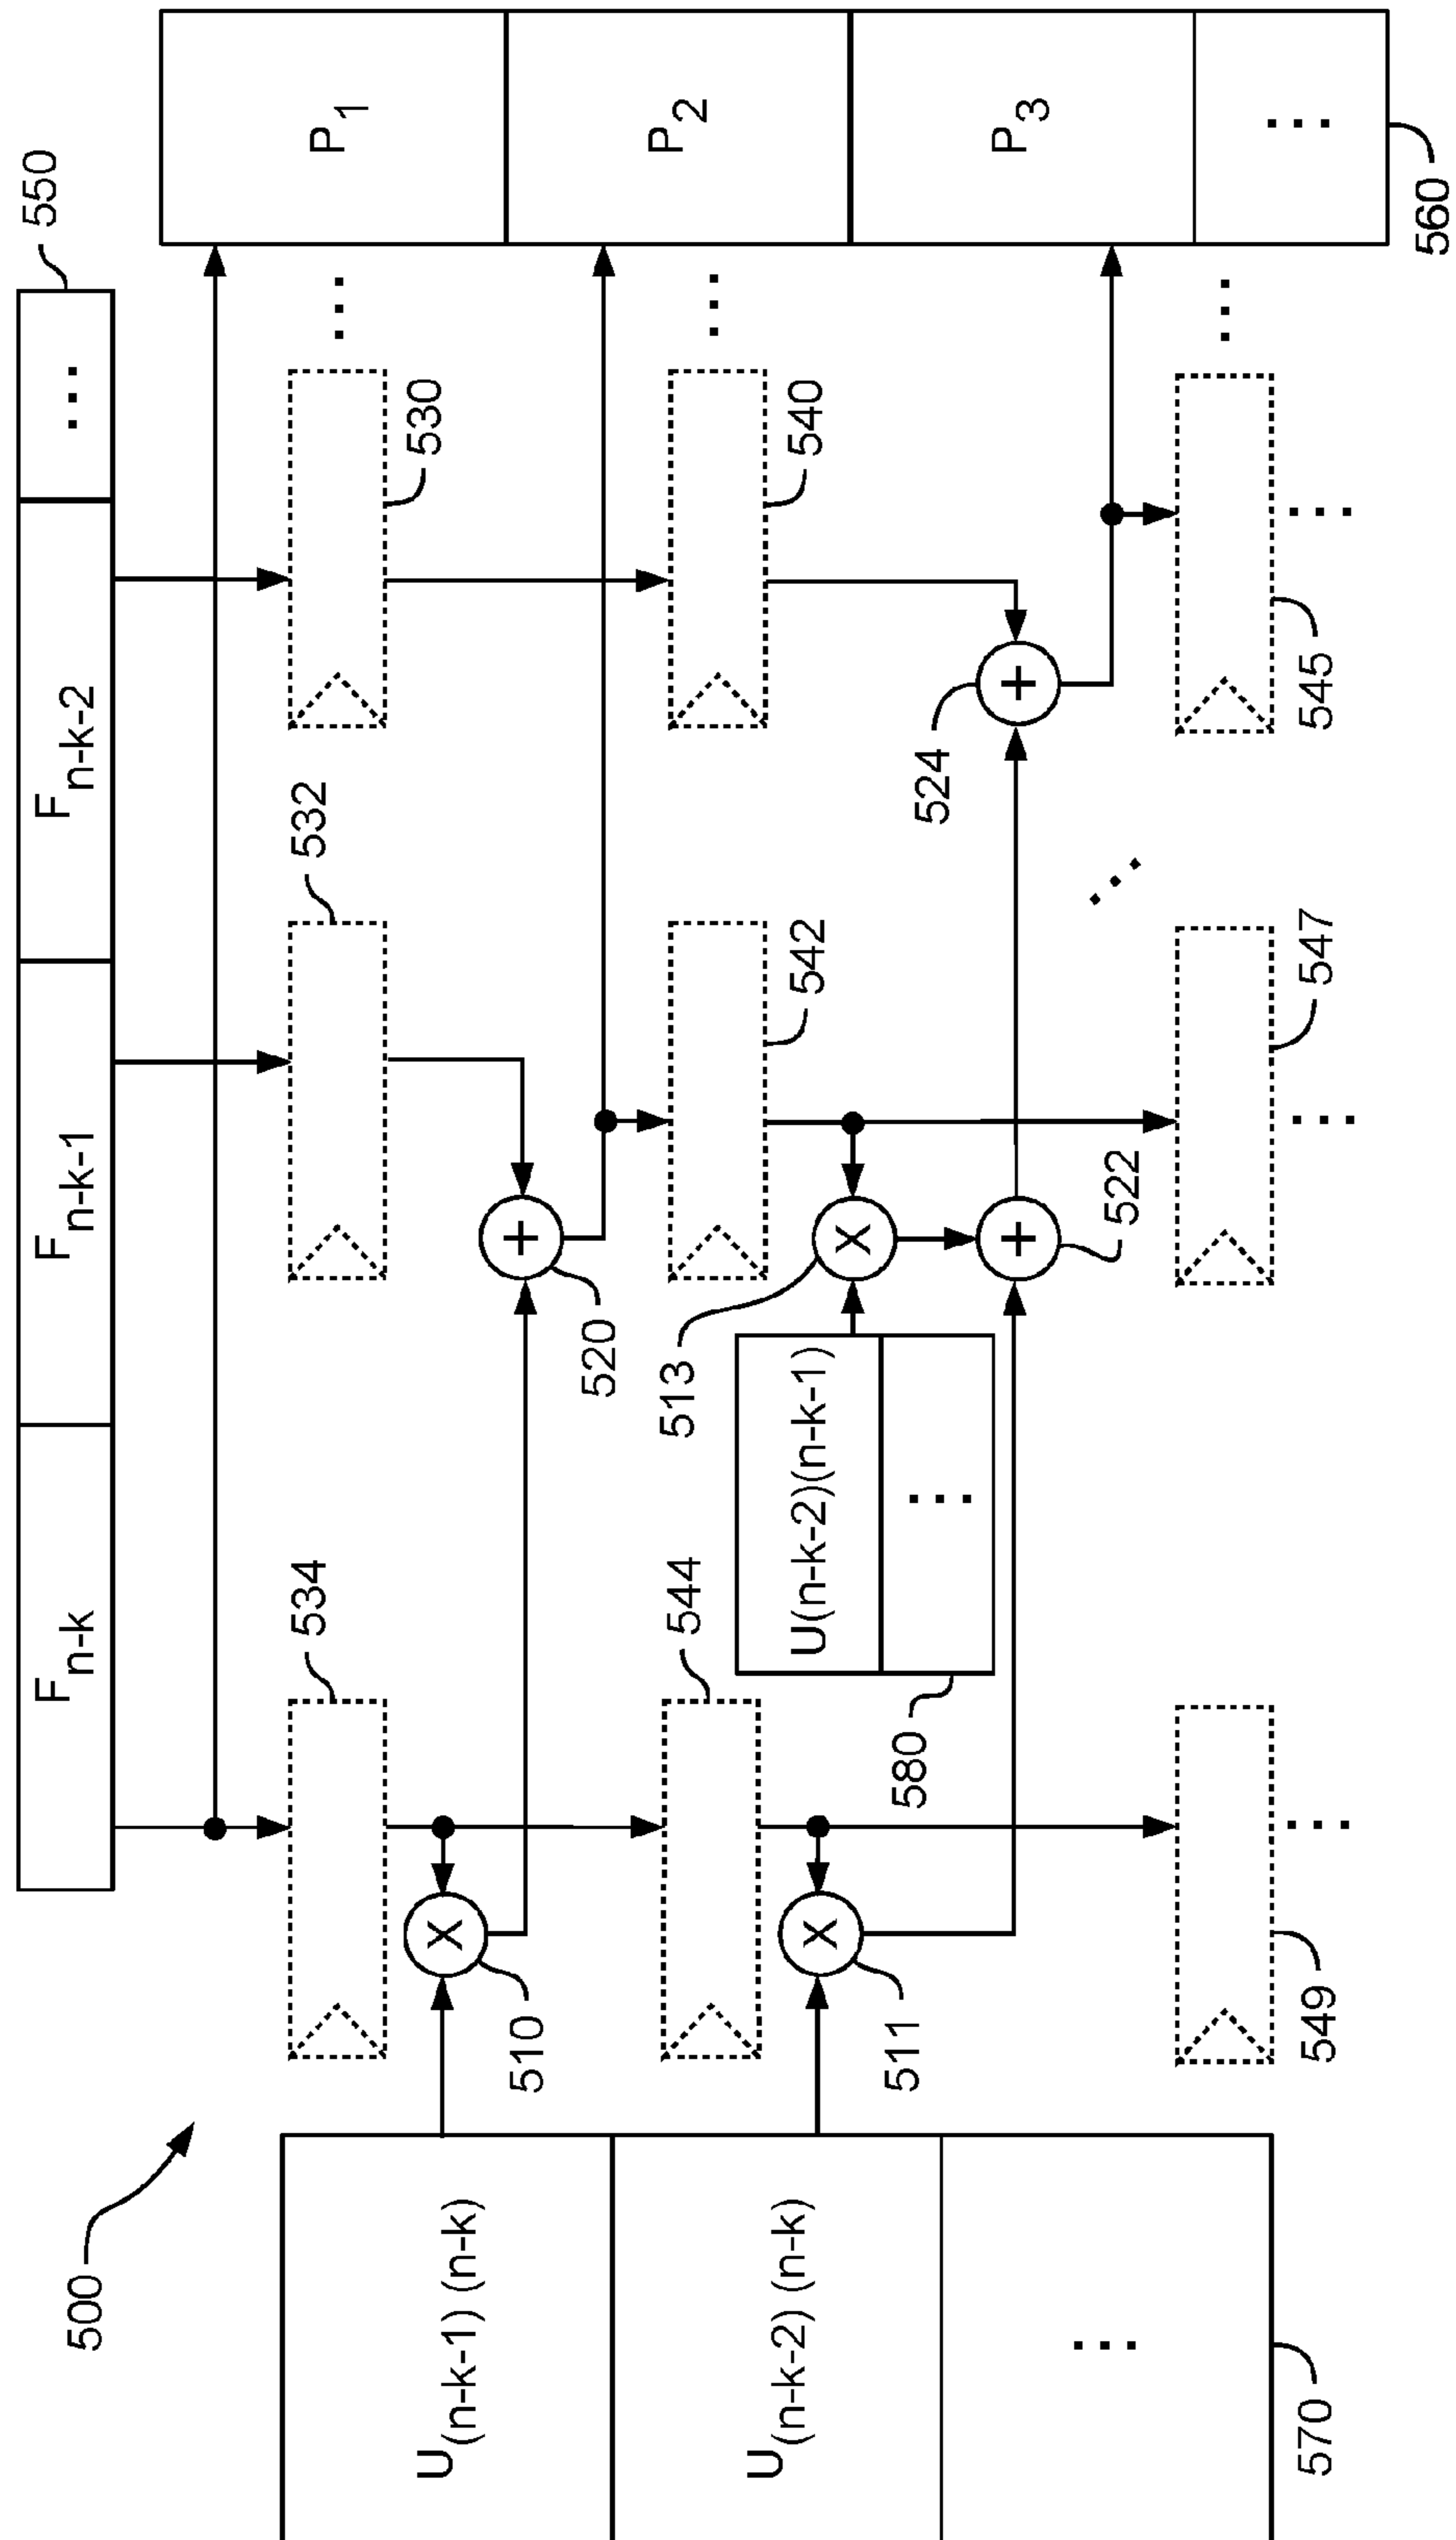 500
550
F n-k
F n-k-1
F n-k-2
...
534
532
530
P 1
U (n-k-1) (n-k)
X
510
+
520
...
P 2
544
542
540
...
U (n-k-2) (n-k)
X
511
U(n-k-2)(n-k-1)
...
580
X
513
+
522
+
524
P 3
...
...
570
549
547
545
...
...
...
...
...
560